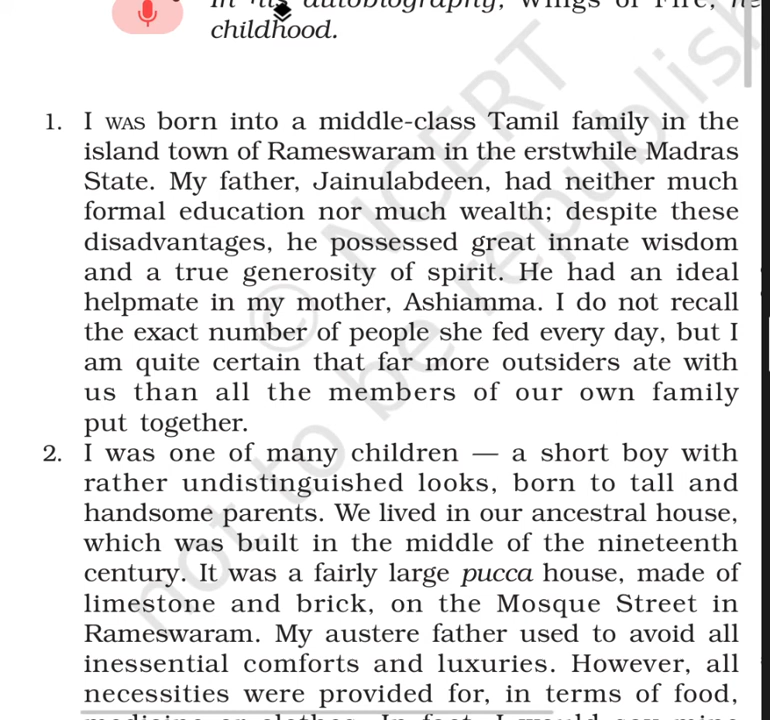 childhood.
1. I WAS born into a middle-class Tamil family in the
island town of Rameswaram in the erstwhile Madras
State. My father, Jainulabdeen, had neither much
formal education nor much wealth; despite these
disadvantages, he possessed great innate wisdom
and a true generosity of spirit. He had an ideal
helpmate in my mother, Ashiamma. I do not recall
the exact number of people she fed every day, but I
am quite certain that far more outsiders ate with
us than all the members of our own family
put together.
2. I was one of many children — a short boy with
rather undistinguished looks, born to tall and
handsome parents. We lived in our ancestral house,
which was built in the middle of the nineteenth
century. It was a fairly large pucca house, made of
limestone and brick, on the Mosque Street in
Rameswaram. My austere father used to avoid all
inessential comforts and luxuries. However, all
necessities were provided for, in terms of food,
© NCERT
not to be republish